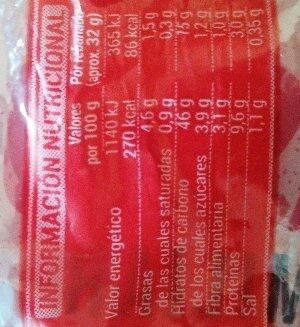 INFORMACIÓN NUTRICIONAL
Valores Por rebanada
por 100 g (aprox. 32 g)
Valor energético 1140 kJ 365 kJ
270 kcal 86 kcal
Grasas 4,6 g 1,5 g
de las cuales saturadas 0,9 g 0,3 g
Hidratos de carbono 46 g
de los cuales azúcares 3,9 g 1,2 g
Fibra alimentaria 3,1 g 1,0 g
Proteínas 9,6 g 3,0 g
Sal 1,1 g 0,35 g